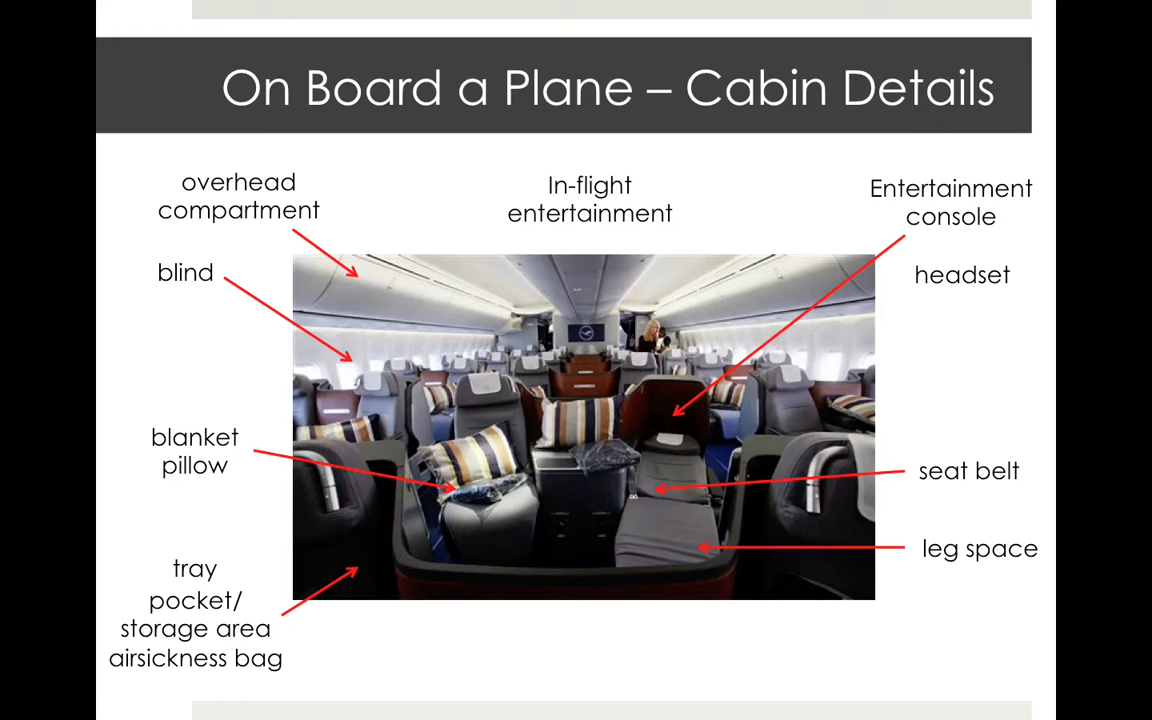 On Board a Plane – Cabin Details
overhead
compartment
In-flight
entertainment
Entertainment
console
blind
headset
blanket
pillow
seat belt
leg space
tray
pocket/
storage area
airsickness bag